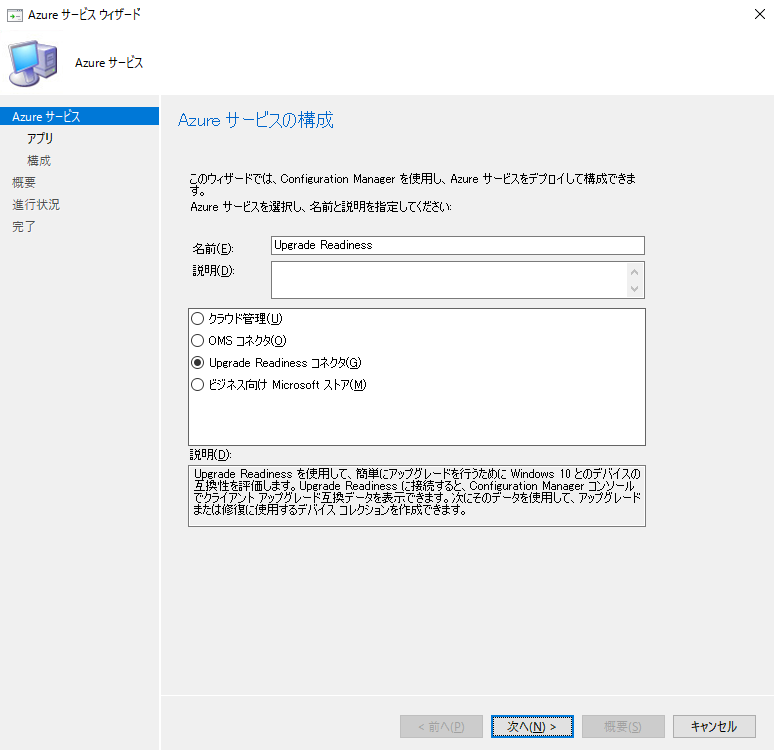 Azure サービス ウィザード
Azure サービス
Azure サービス
アプリ
構成
概要
進行状況
完了
Azure サービスの構成
このウィザードでは、Configuration Manager を使用し、Azure サービスをデプロイして構成できま
す。
Azure サービスを選択し、名前と説明を指定してください:
名前(E):
Upgrade Readiness
説明(D):
クラウド管理(U)
OMS コネクタ(O)
Upgrade Readiness コネクタ(G)
ビジネス向け Microsoft ストア(M)
説明(D):
Upgrade Readiness を使用して、簡単にアップグレードを行うために Windows 10 とのデバイスの
互換性を評価します。Upgrade Readiness に接続すると、Configuration Manager コンソール
でクライアント アップグレード互換データを表示できます。次にそのデータを使用して、アップグレード
または修復に使用するデバイス コレクションを作成できます。
< 前へ(P)
次へ(N) >
概要(S)
キャンセル